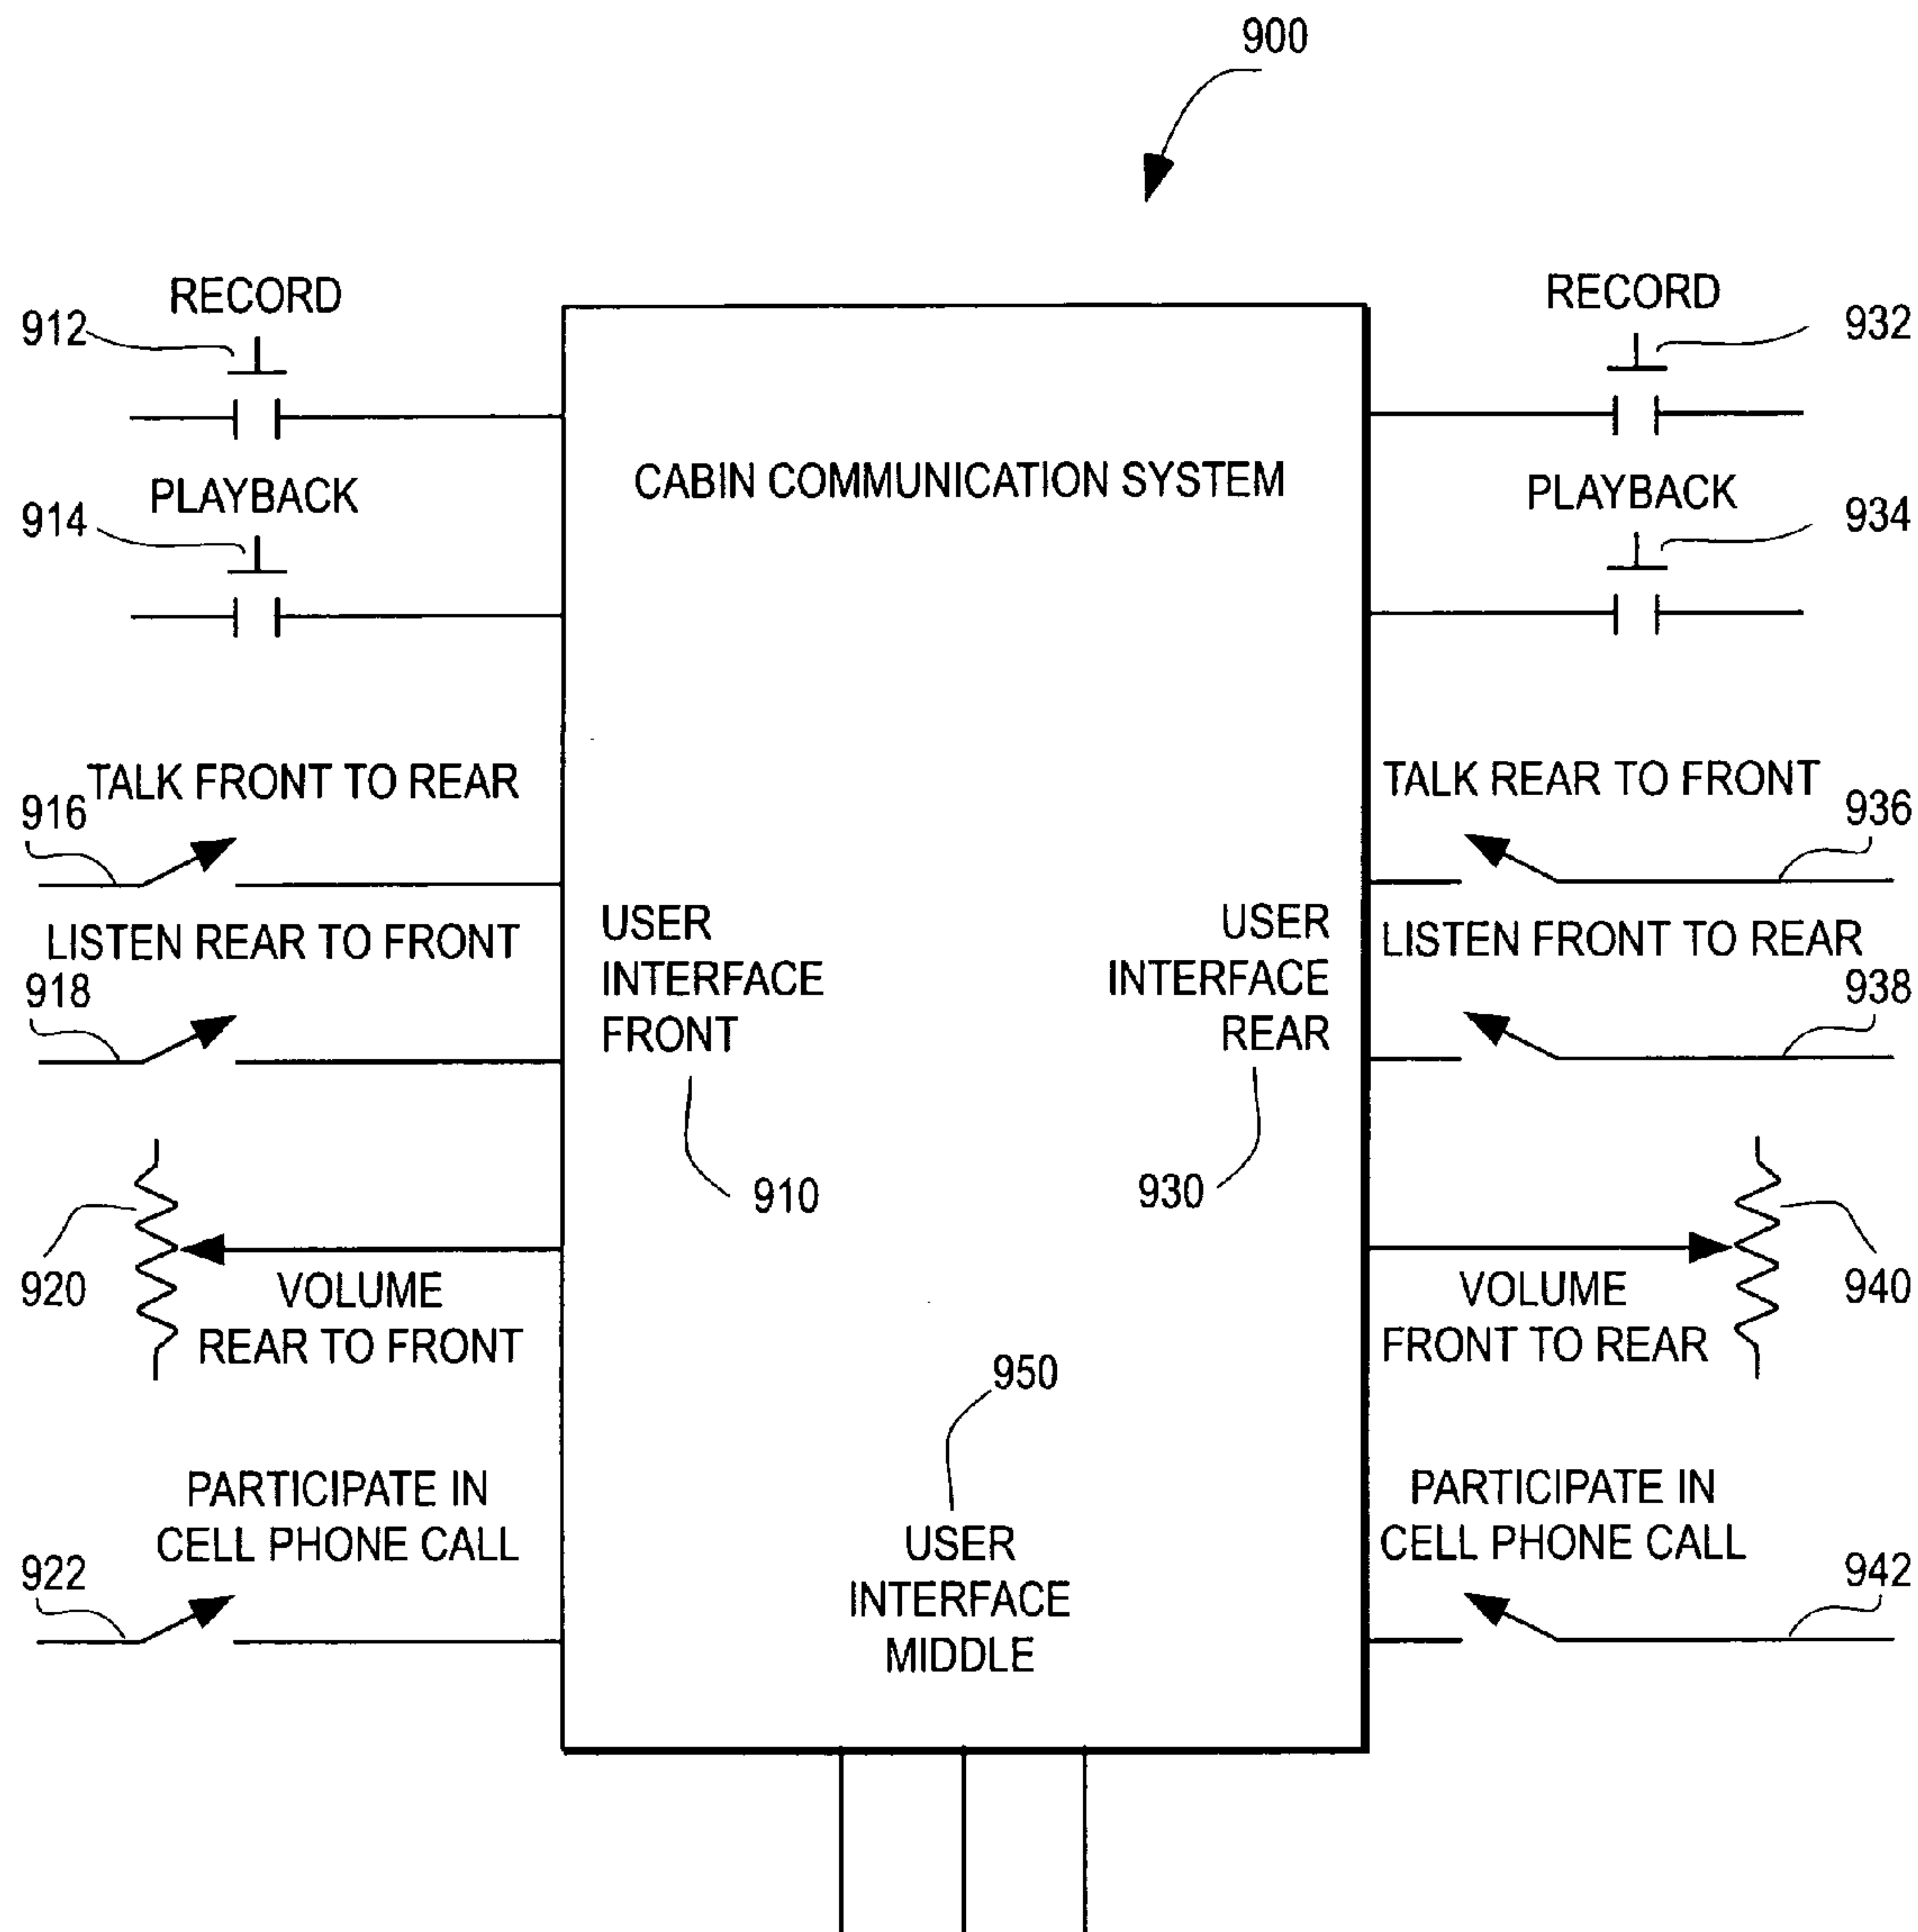 900
RECORD
912
PLAYBACK
914
TALK FRONT TO REAR
916
LISTEN REAR TO FRONT
918
920
VOLUME
REAR TO FRONT
PARTICIPATE IN
CELL PHONE CALL
922
CABIN COMMUNICATION SYSTEM
USER
INTERFACE
FRONT
910
USER
INTERFACE
REAR
930
950
USER
INTERFACE
MIDDLE
RECORD
932
PLAYBACK
934
TALK REAR TO FRONT
936
LISTEN FRONT TO REAR
938
940
VOLUME
FRONT TO REAR
PARTICIPATE IN
CELL PHONE CALL
942